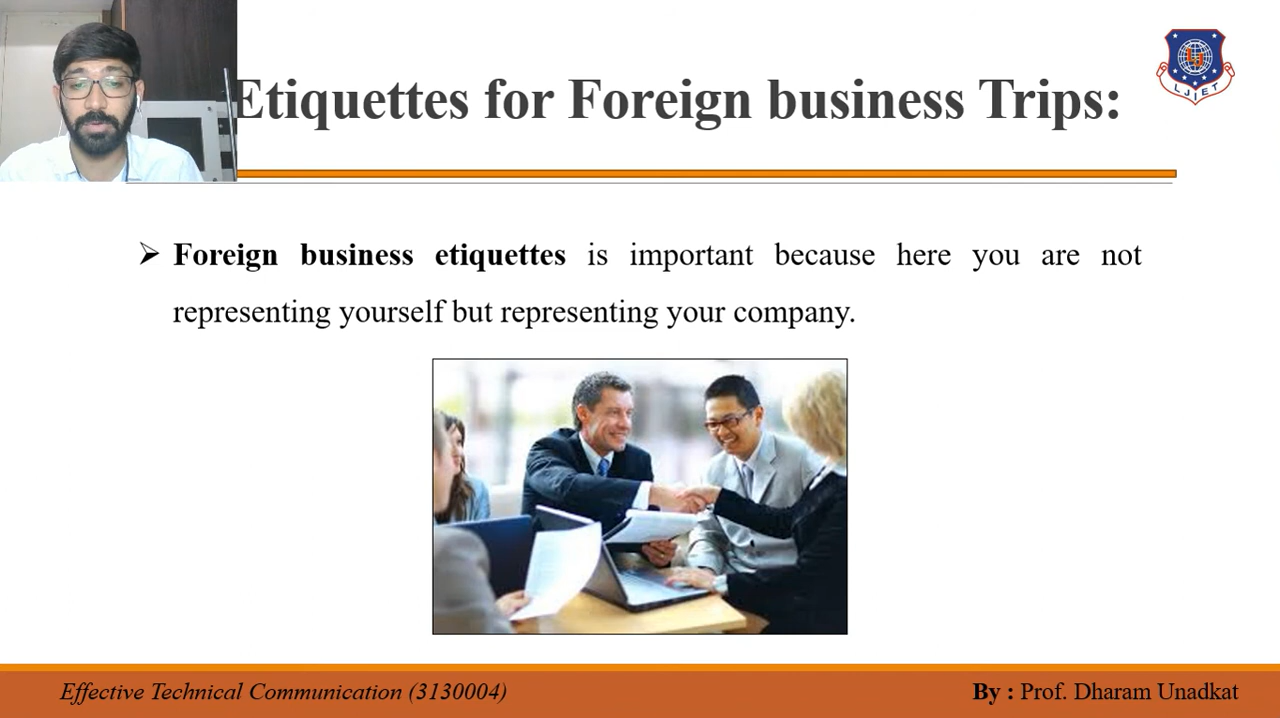 Etiquettes for Foreign business Trips:
LJIET
➢ Foreign business etiquettes is important because here you are not
representing yourself but representing your company.
Effective Technical Communication (3130004)
By : Prof. Dharam Unadkat